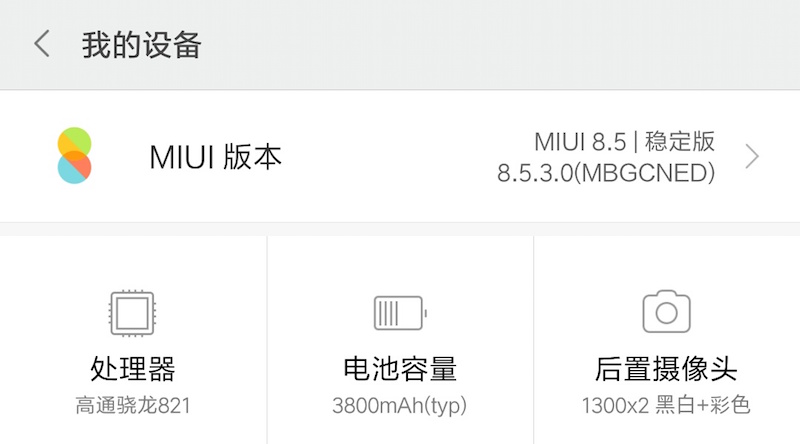 我的设备
MIUI 版本
MIUI 8.5 | 稳定版
8.5.3.0(MBGCNED)
处理器
高通骁龙821
电池容量
3800mAh(typ)
后置摄像头
1300x2 黑白+彩色